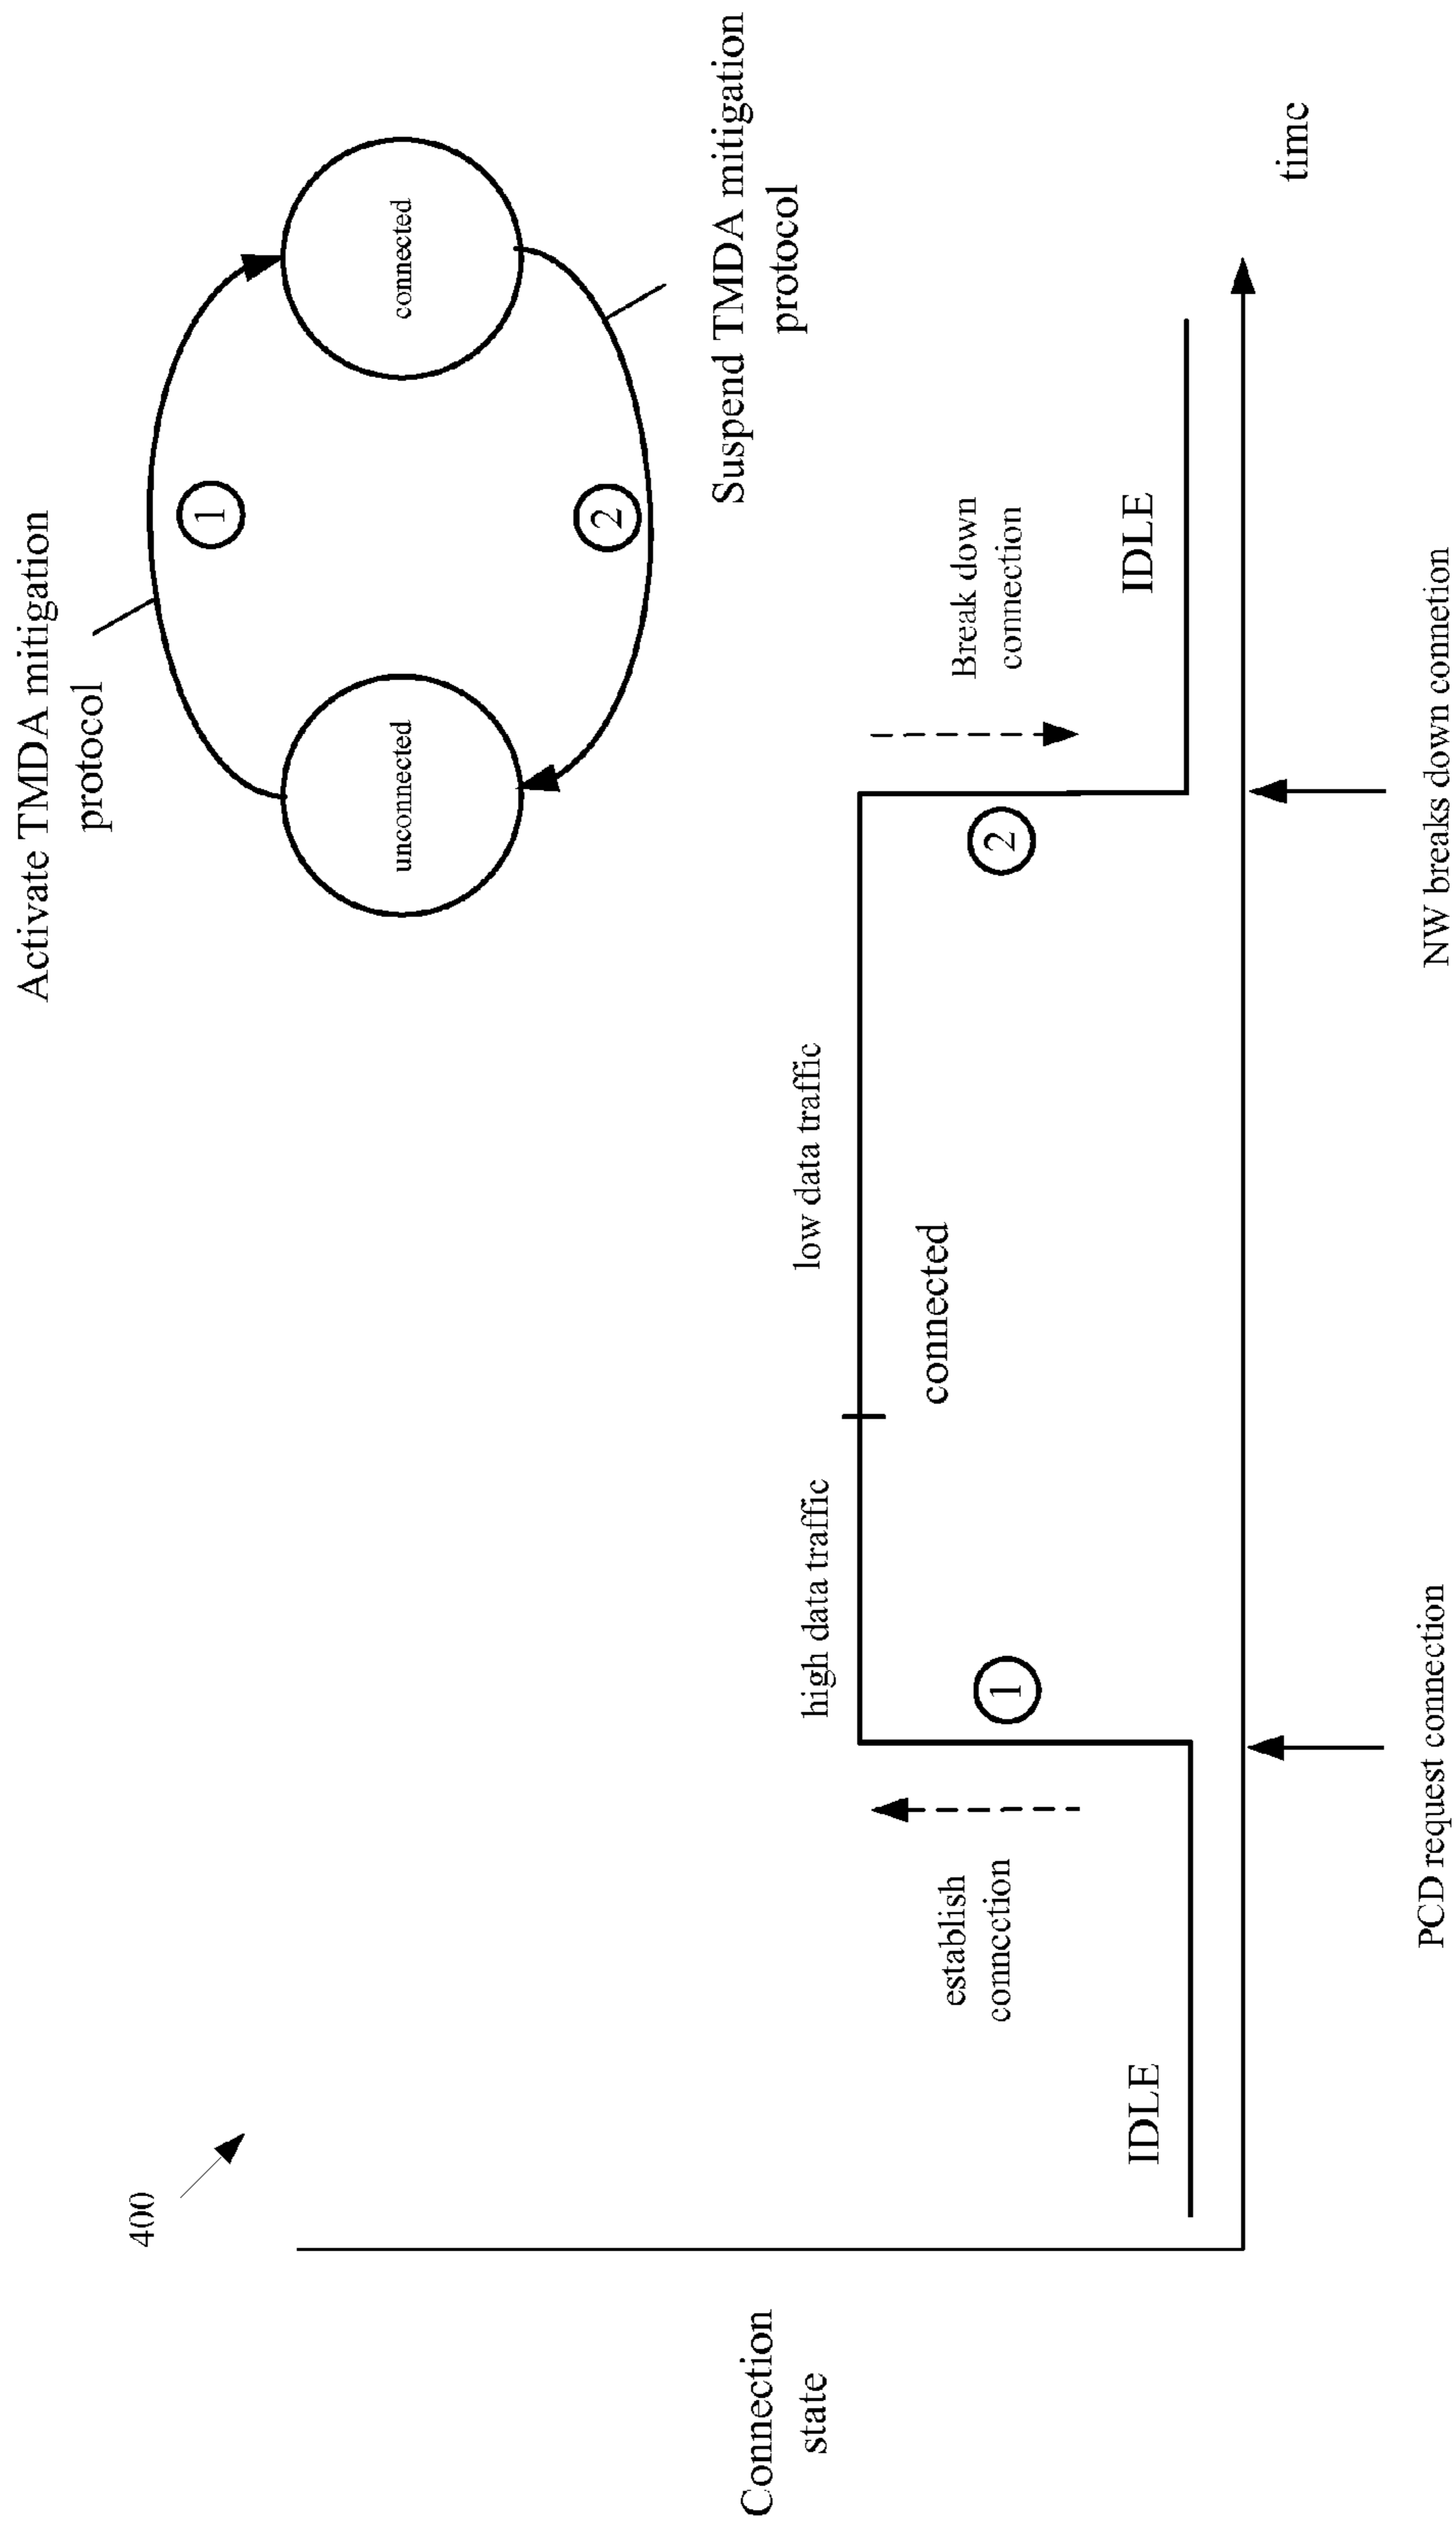 400
Activate TMDA mitigation
protocol
1
unconnected
connected
2
Suspend TMDA mitigation
protocol
Connection
state
high data traffic
low data traffic
connected
establish
connection
1
2
Break down
connection
IDLE
IDLE
time
PCD request connection
NW breaks down connetion